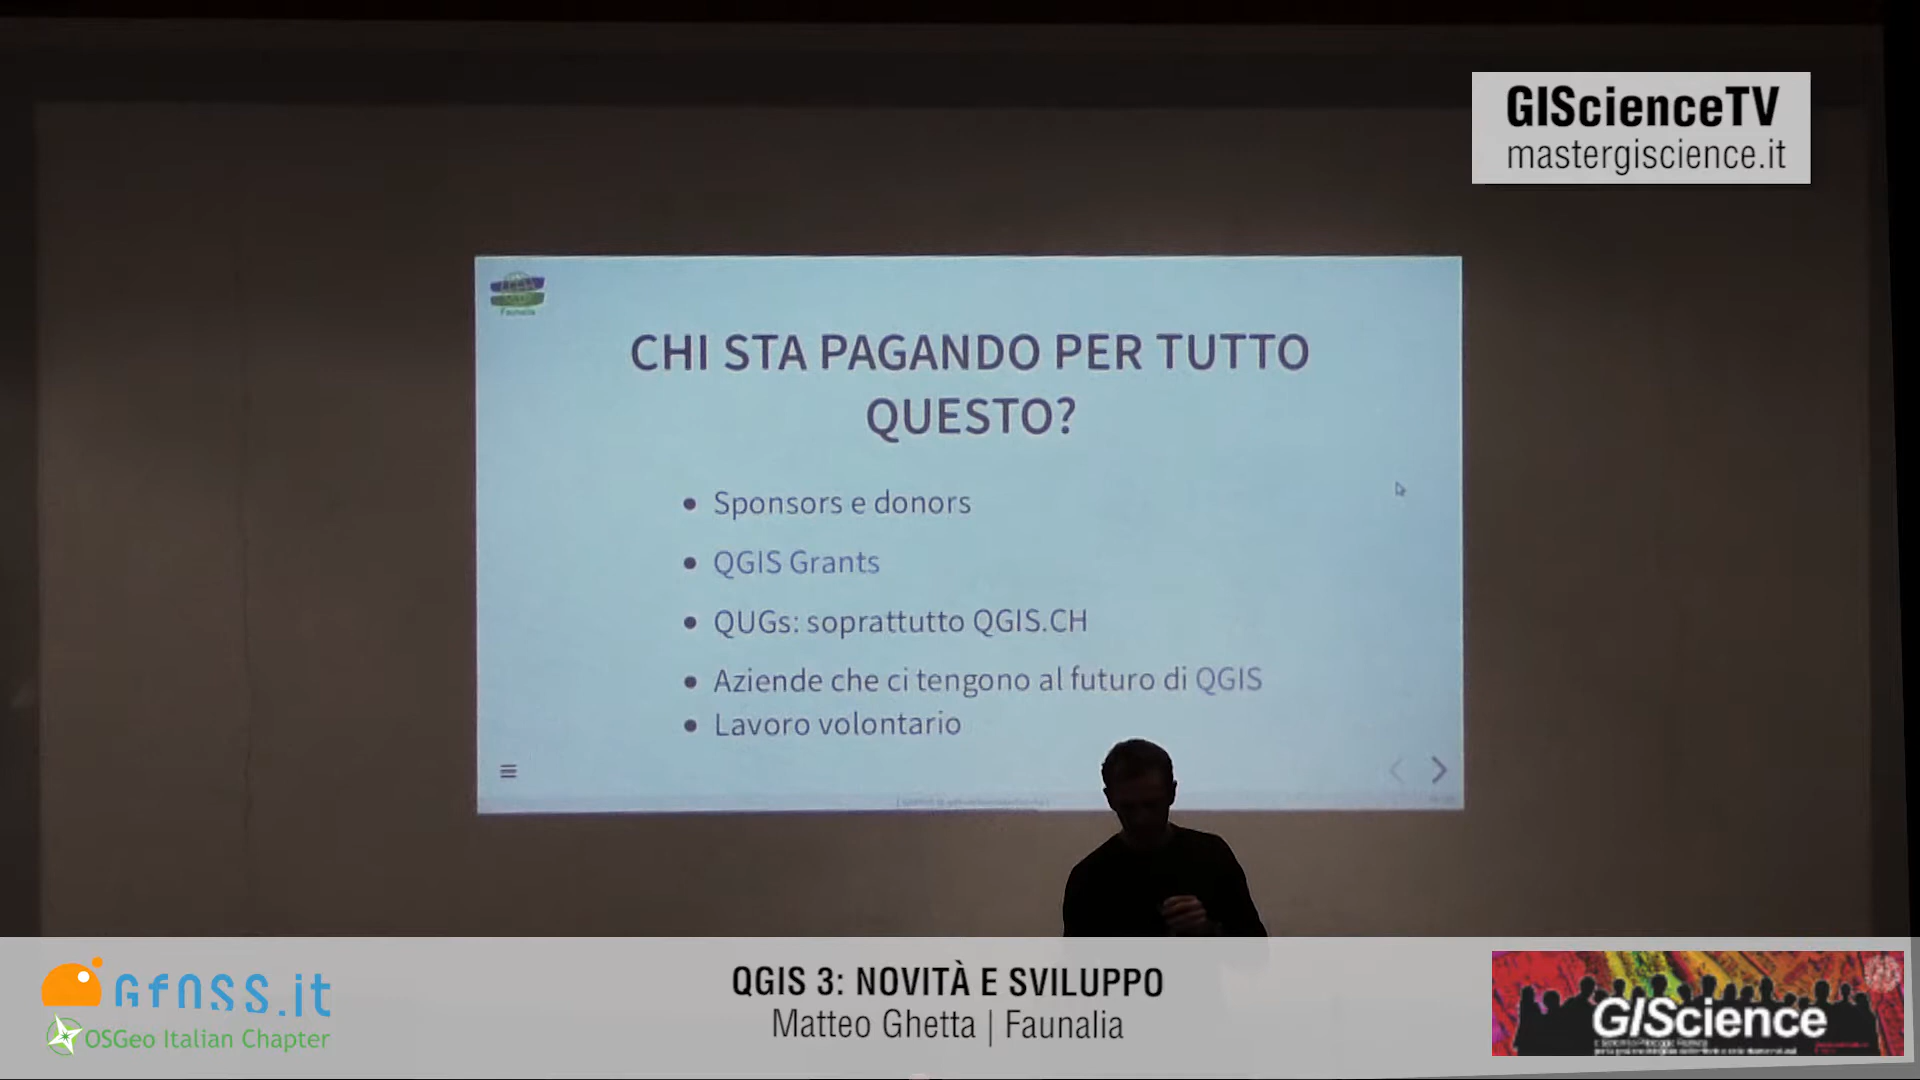 GIScienceTV
mastergiscience.it
Faunalia
CHI STA PAGANDO PER TUTTO
QUESTO?
• Sponsors e donors
• QGIS Grants
• QUGs: soprattutto QGIS.CH
• Aziende che ci tengono al futuro di QGIS
• Lavoro volontario
GFOSS.it
OSGeo Italian Chapter
QGIS 3: NOVITÀ E SVILUPPO
Matteo Ghetta | Faunalia
GIScience